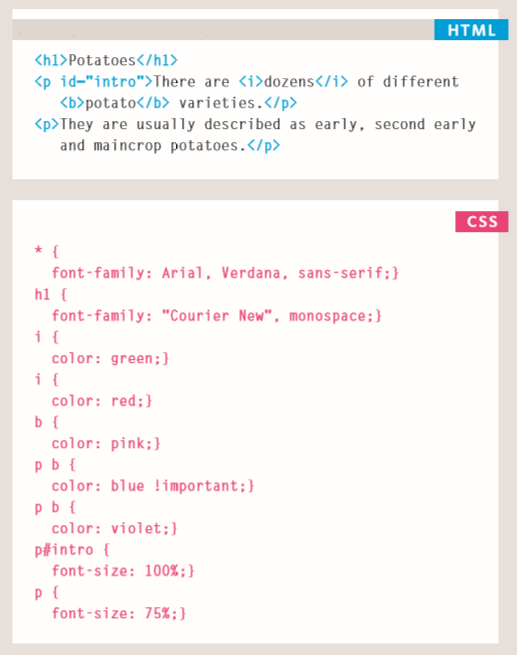 HTML
<h1>Potatoes</h1>
<p id="intro">There are <i>dozens</i> of different
<b>potato</b> varieties.</p>
<p>They are usually described as early, second early
and maincrop potatoes.</p>
CSS
* {
font-family: Arial, Verdana, sans-serif;}
h1 {
font-family: "Courier New", monospace;}
i {
color: green;}
i {
color: red;}
b {
color: pink;}
p b {
color: blue !important;}
p b {
color: violet;}
p#intro {
font-size: 100%;}
p {
font-size: 75%;}